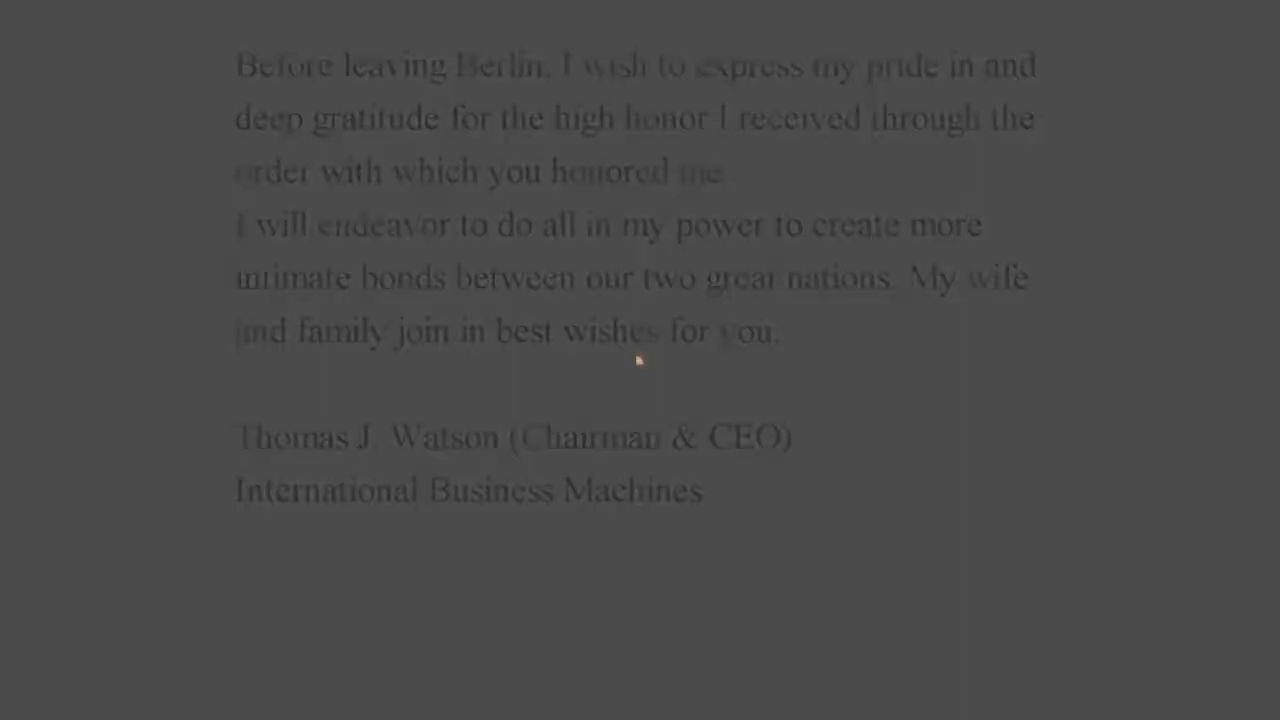 Before leaving Berlin, I wish to express my pride in and
deep gratitude for the high honor I received through the
order with which you honored me.
I will endeavor to do all in my power to create more
intimate bonds between our two great nations. My wife
and family join in best wishes for you.
Thomas J. Watson (Chairman & CEO)
International Business Machines